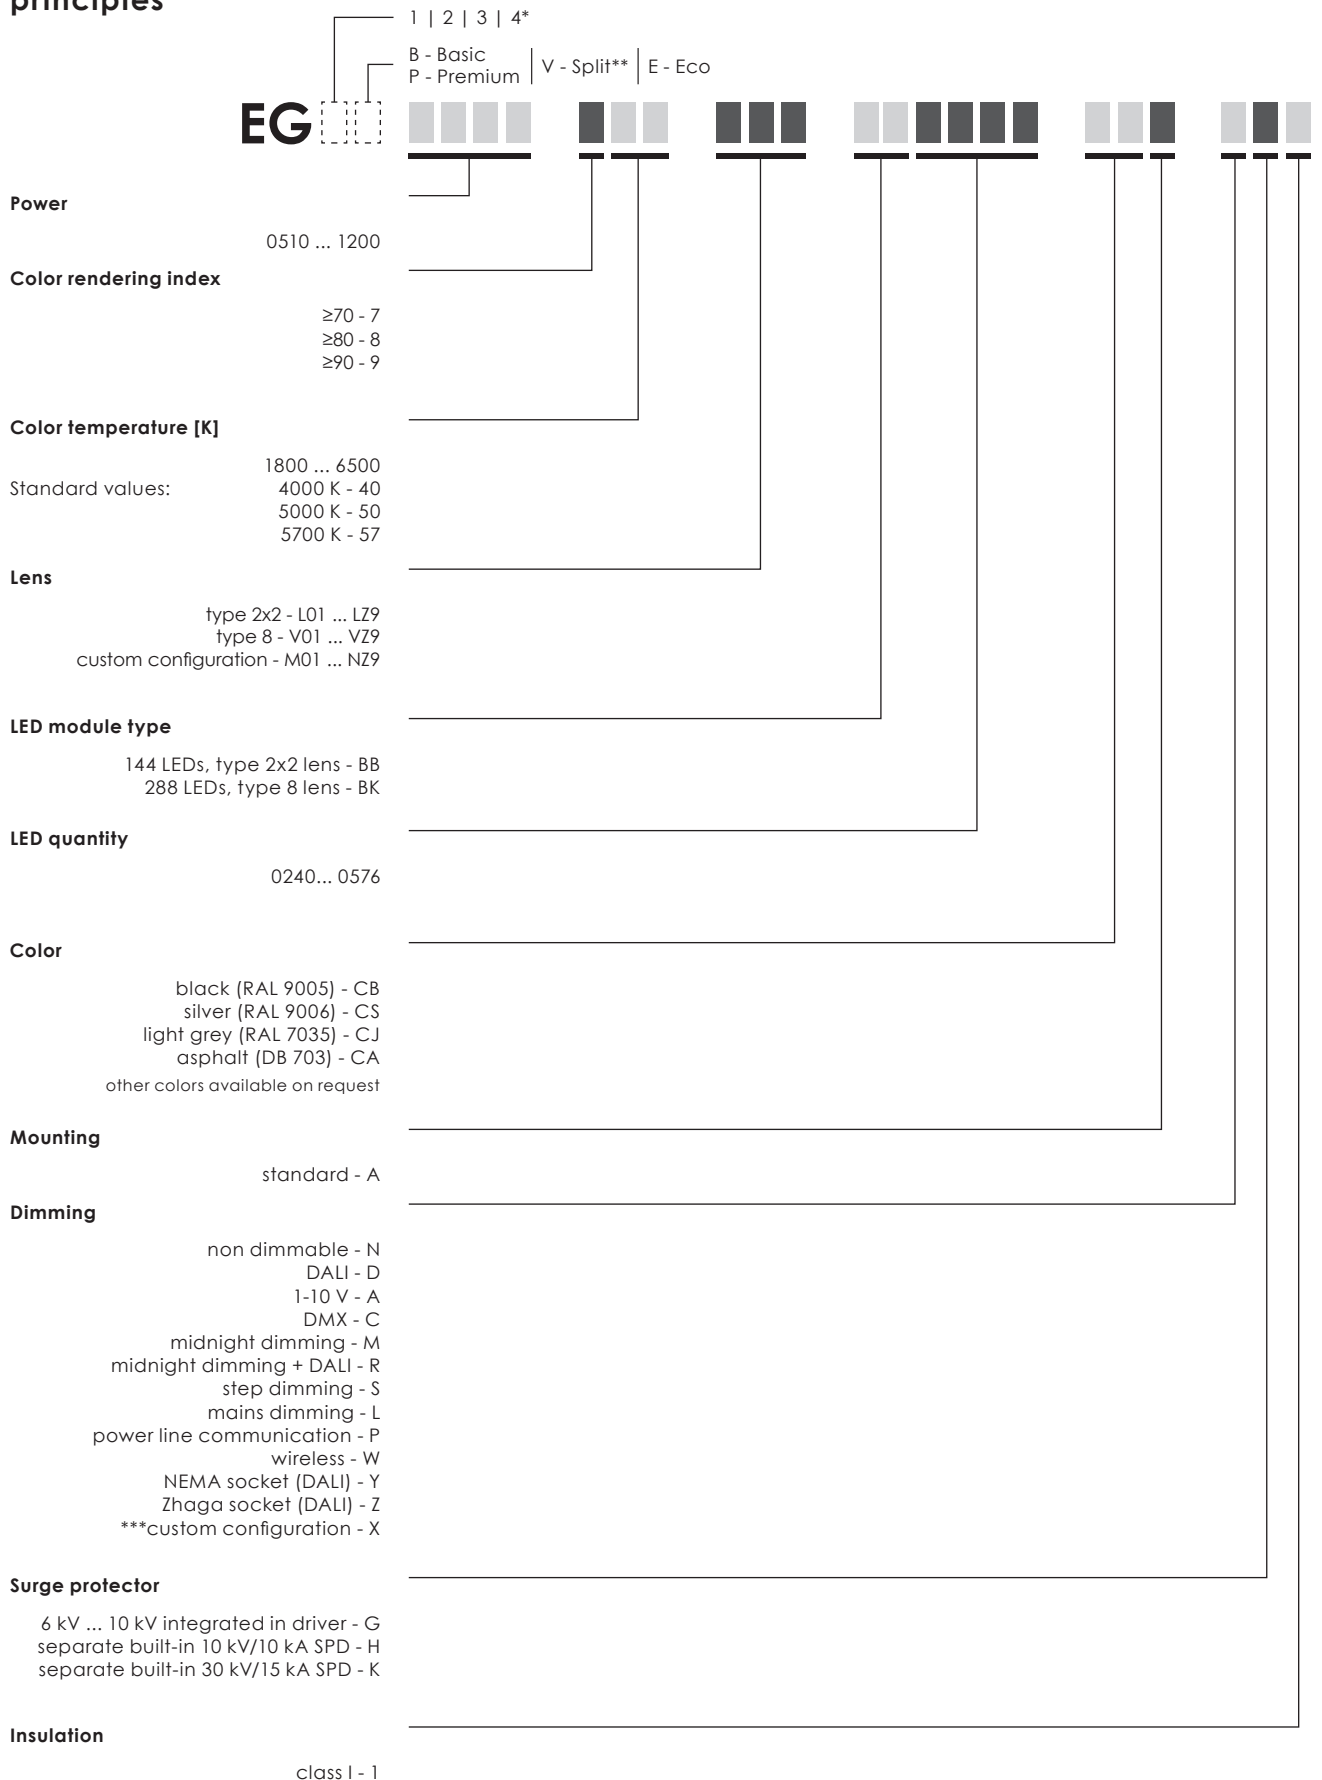 principles
1 | 2 | 3 | 4*
B - Basic
P - Premium
V - Split**
E - Eco
EG
Power
0510 ... 1200
Color rendering index
≥70 - 7
≥80 - 8
≥90 - 9
Color temperature [K]
1800 ... 6500
Standard values: 4000 K - 40
5000 K - 50
5700 K - 57
Lens
type 2x2 - L01 ... LZ9
type 8 - V01 ... VZ9
custom configuration - M01 ... NZ9
LED module type
144 LEDs, type 2x2 lens - BB
288 LEDs, type 8 lens - BK
LED quantity
0240... 0576
Color
black (RAL 9005) - CB
silver (RAL 9006) - CS
light grey (RAL 7035) - CJ
asphalt (DB 703) - CA
other colors available on request
Mounting
standard - A
Dimming
non dimmable - N
DALI - D
1-10 V - A
DMX - C
midnight dimming - M
midnight dimming + DALI - R
step dimming - S
mains dimming - L
power line communication - P
wireless - W
NEMA socket (DALI) - Y
Zhaga socket (DALI) - Z
***custom configuration - X
Surge protector
6 kV ... 10 kV integrated in driver - G
separate built-in 10 kV/10 kA SPD - H
separate built-in 30 kV/15 kA SPD - K
Insulation
class I - 1